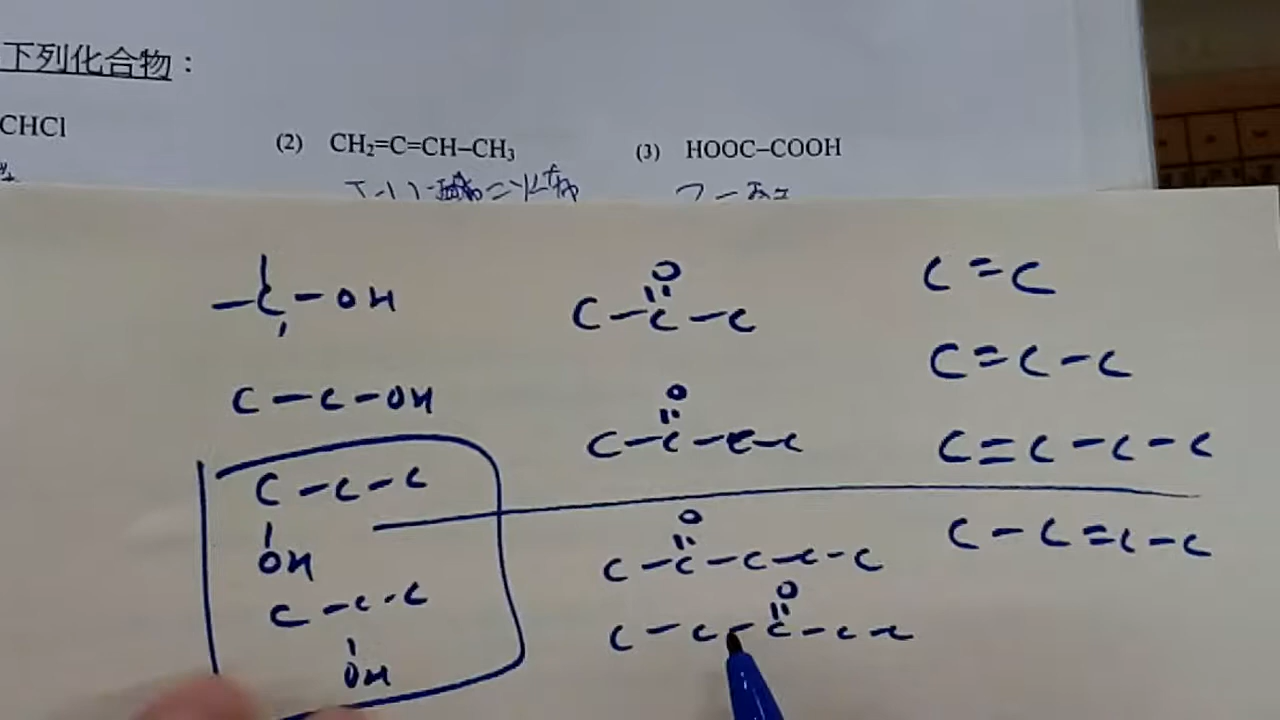 下列化合物：
CHCl
(2) CH₂=C=CH–CH₃
(3) HOOC–COOH
–C–OH
C–C–OH
C–C–C
OH
C–C–C
OH
O
C–C–C
O
C–C–C–C
O
C–C–C–C–C
O
C–C–C–C–C
C=C
C=C–C
C=C–C–C
C–C=C–C